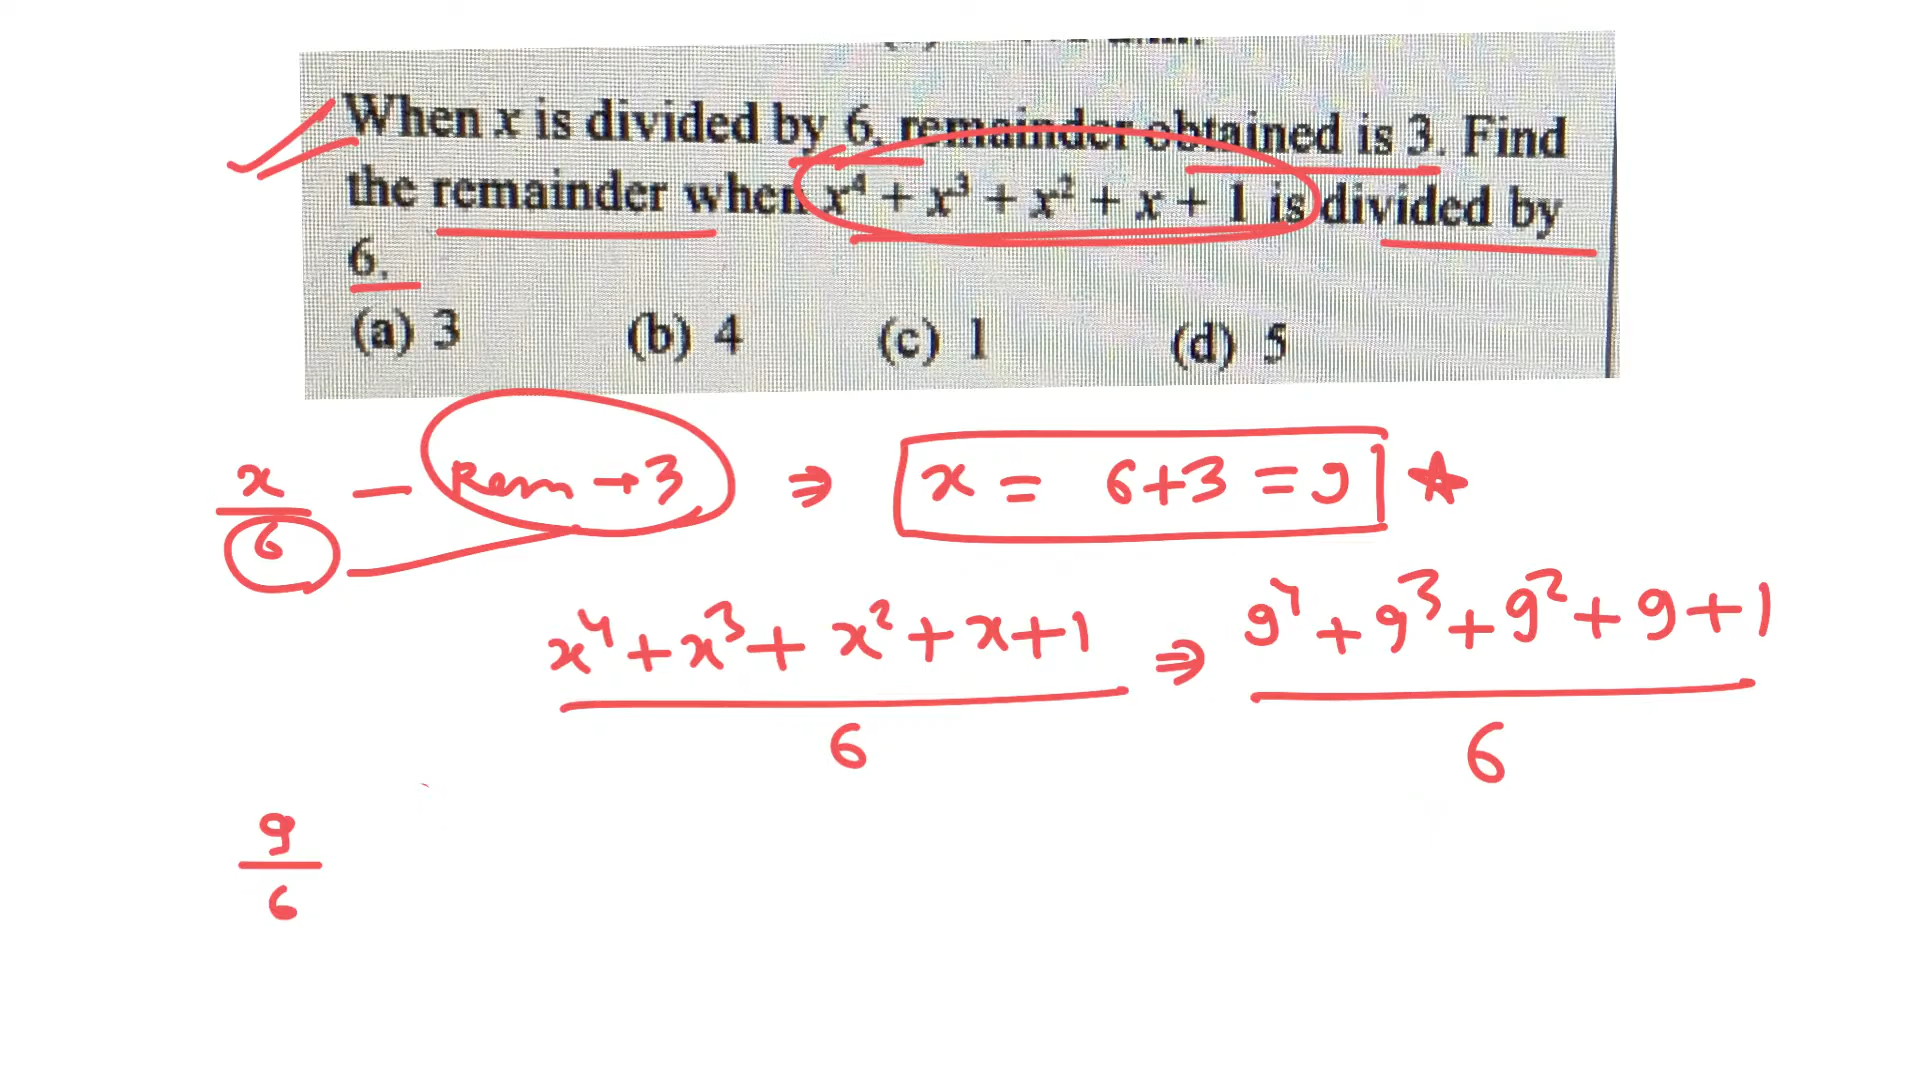 When x is divided by 6, remainder obtained is 3. Find
the remainder when x⁴ + x³ + x² + x + 1 is divided by
6.
(a) 3 (b) 4 (c) 1 (d) 5
x/6 — Rem → 3 ⇒ x = 6+3 = 9 ☆
(x⁴+x³+x²+x+1)/6 ⇒ (9⁴+9³+9²+9+1)/6
9/6